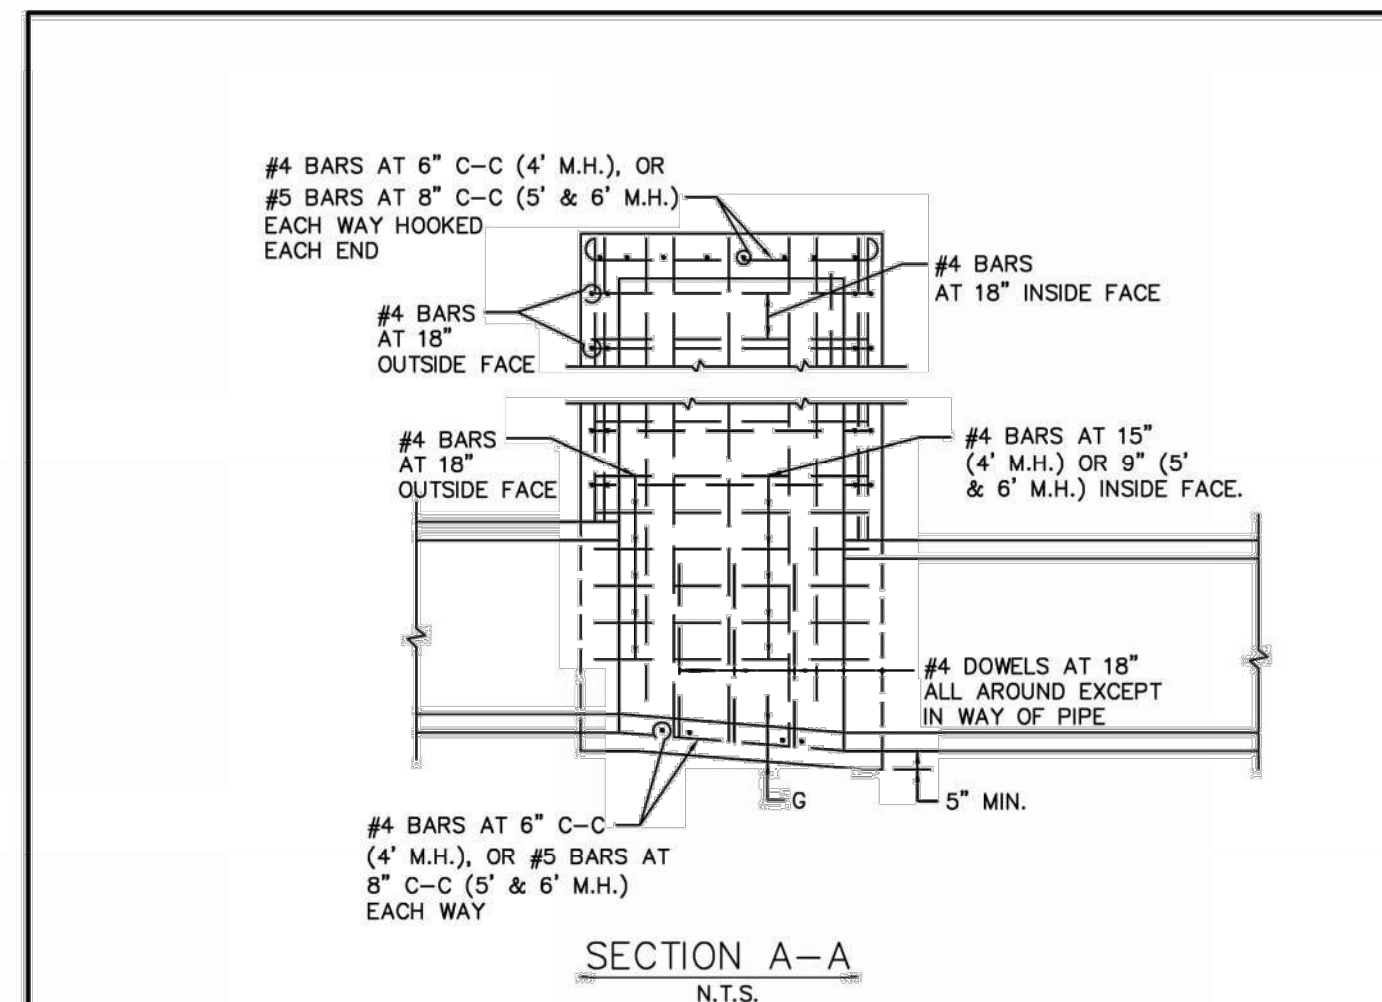 #4 BARS AT 6" C-C (4' M.H.), OR
#5 BARS AT 8" C-C (5' & 6' M.H.)
EACH WAY HOOKED
EACH END
#4 BARS
AT 18" INSIDE FACE
#4 BARS
AT 18"
OUTSIDE FACE
#4 BARS
AT 18"
OUTSIDE FACE
#4 BARS AT 15"
(4' M.H.) OR 9" (5'
& 6' M.H.) INSIDE FACE.
#4 DOWELS AT 18"
ALL AROUND EXCEPT
IN WAY OF PIPE
G
5" MIN.
#4 BARS AT 6" C-C
(4' M.H.), OR #5 BARS AT
8" C-C (5' & 6' M.H.)
EACH WAY
SECTION A-A
N.T.S.